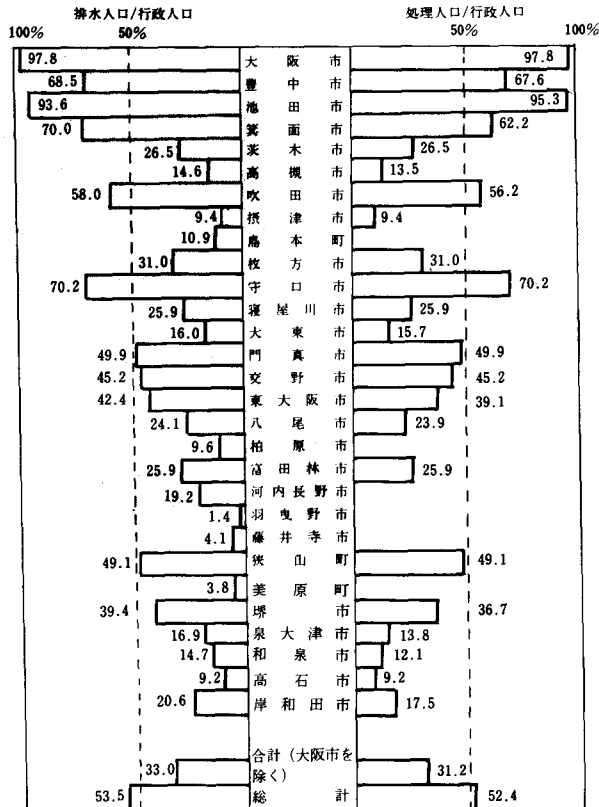 排水人口/行政人口 処理人口/行政人口
100% 50% 50% 100%
97.8 大阪市 97.8
68.5 豊中市 67.6
93.6 池田市 95.3
70.0 箕面市 62.2
26.5 茨木市 26.5
14.6 高槻市 13.5
58.0 吹田市 56.2
9.4 摂津市 9.4
10.9 島本町
31.0 枚方市 31.0
70.2 守口市 70.2
25.9 寝屋川市 25.9
16.0 大東市 15.7
49.9 門真市 49.9
45.2 交野市 45.2
42.4 東大阪市 39.1
24.1 八尾市 23.9
9.6 柏原市
25.9 富田林市 25.9
19.2 河内長野市
1.4 羽曳野市
4.1 藤井寺市
49.1 狭山町 49.1
3.8 美原町
39.4 堺市 36.7
16.9 泉大津市 13.8
14.7 和泉市 12.1
9.2 高石市 9.2
20.6 岸和田市 17.5
合計(大阪市を
33.0 除く) 31.2
53.5 総計 52.4